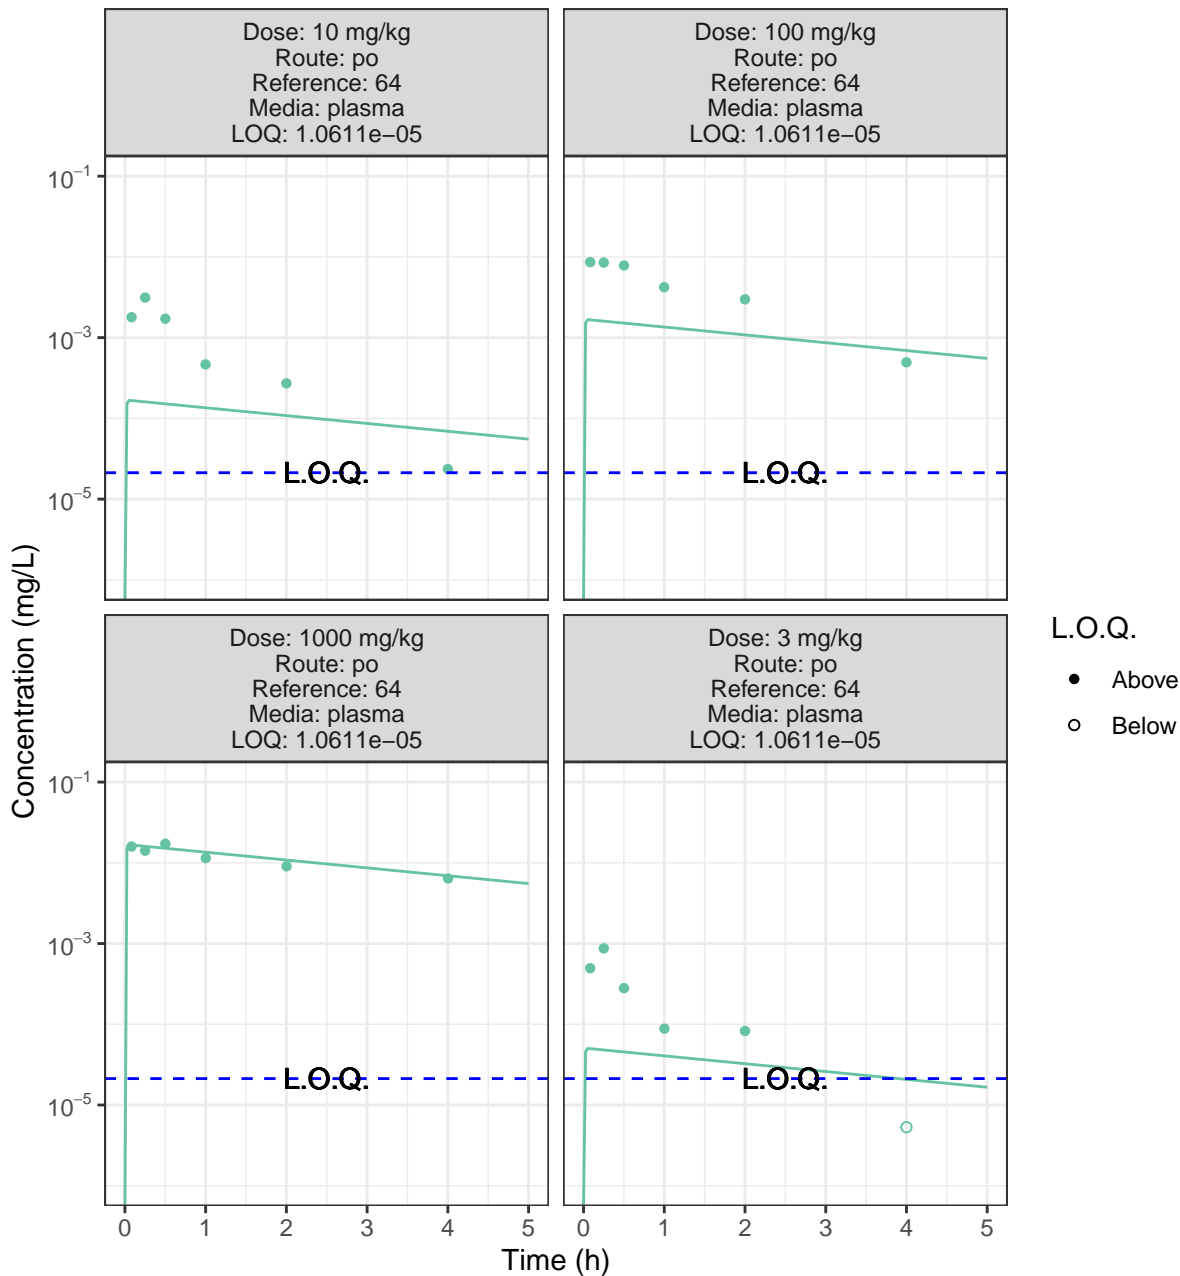 Dose: 10 mg/kg
Route: po
Reference: 64
Media: plasma
LOQ: 1.0611e−05
Dose: 100 mg/kg
Route: po
Reference: 64
Media: plasma
LOQ: 1.0611e−05
10⁻¹
10⁻³
10⁻⁵
L.O.Q.
L.O.Q.
Concentration (mg/L)
Dose: 1000 mg/kg
Route: po
Reference: 64
Media: plasma
LOQ: 1.0611e−05
Dose: 3 mg/kg
Route: po
Reference: 64
Media: plasma
LOQ: 1.0611e−05
10⁻¹
10⁻³
10⁻⁵
L.O.Q.
L.O.Q.
0 1 2 3 4 5
0 1 2 3 4 5
Time (h)
L.O.Q.
Above
Below